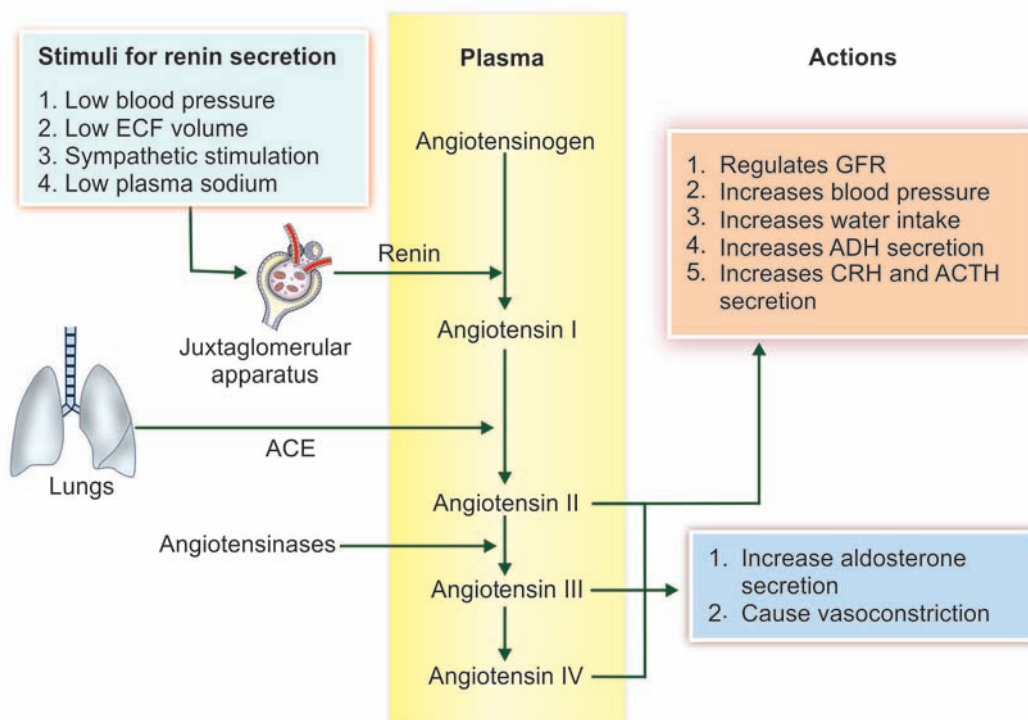 Stimuli for renin secretion
1. Low blood pressure
2. Low ECF volume
3. Sympathetic stimulation
4. Low plasma sodium
Plasma
Actions
Angiotensinogen
1. Regulates GFR
2. Increases blood pressure
3. Increases water intake
4. Increases ADH secretion
5. Increases CRH and ACTH
secretion
Renin
Juxtaglomerular
apparatus
Angiotensin I
ACE
Lungs
Angiotensin II
Angiotensinases
Angiotensin III
1. Increase aldosterone
secretion
2. Cause vasoconstriction
Angiotensin IV